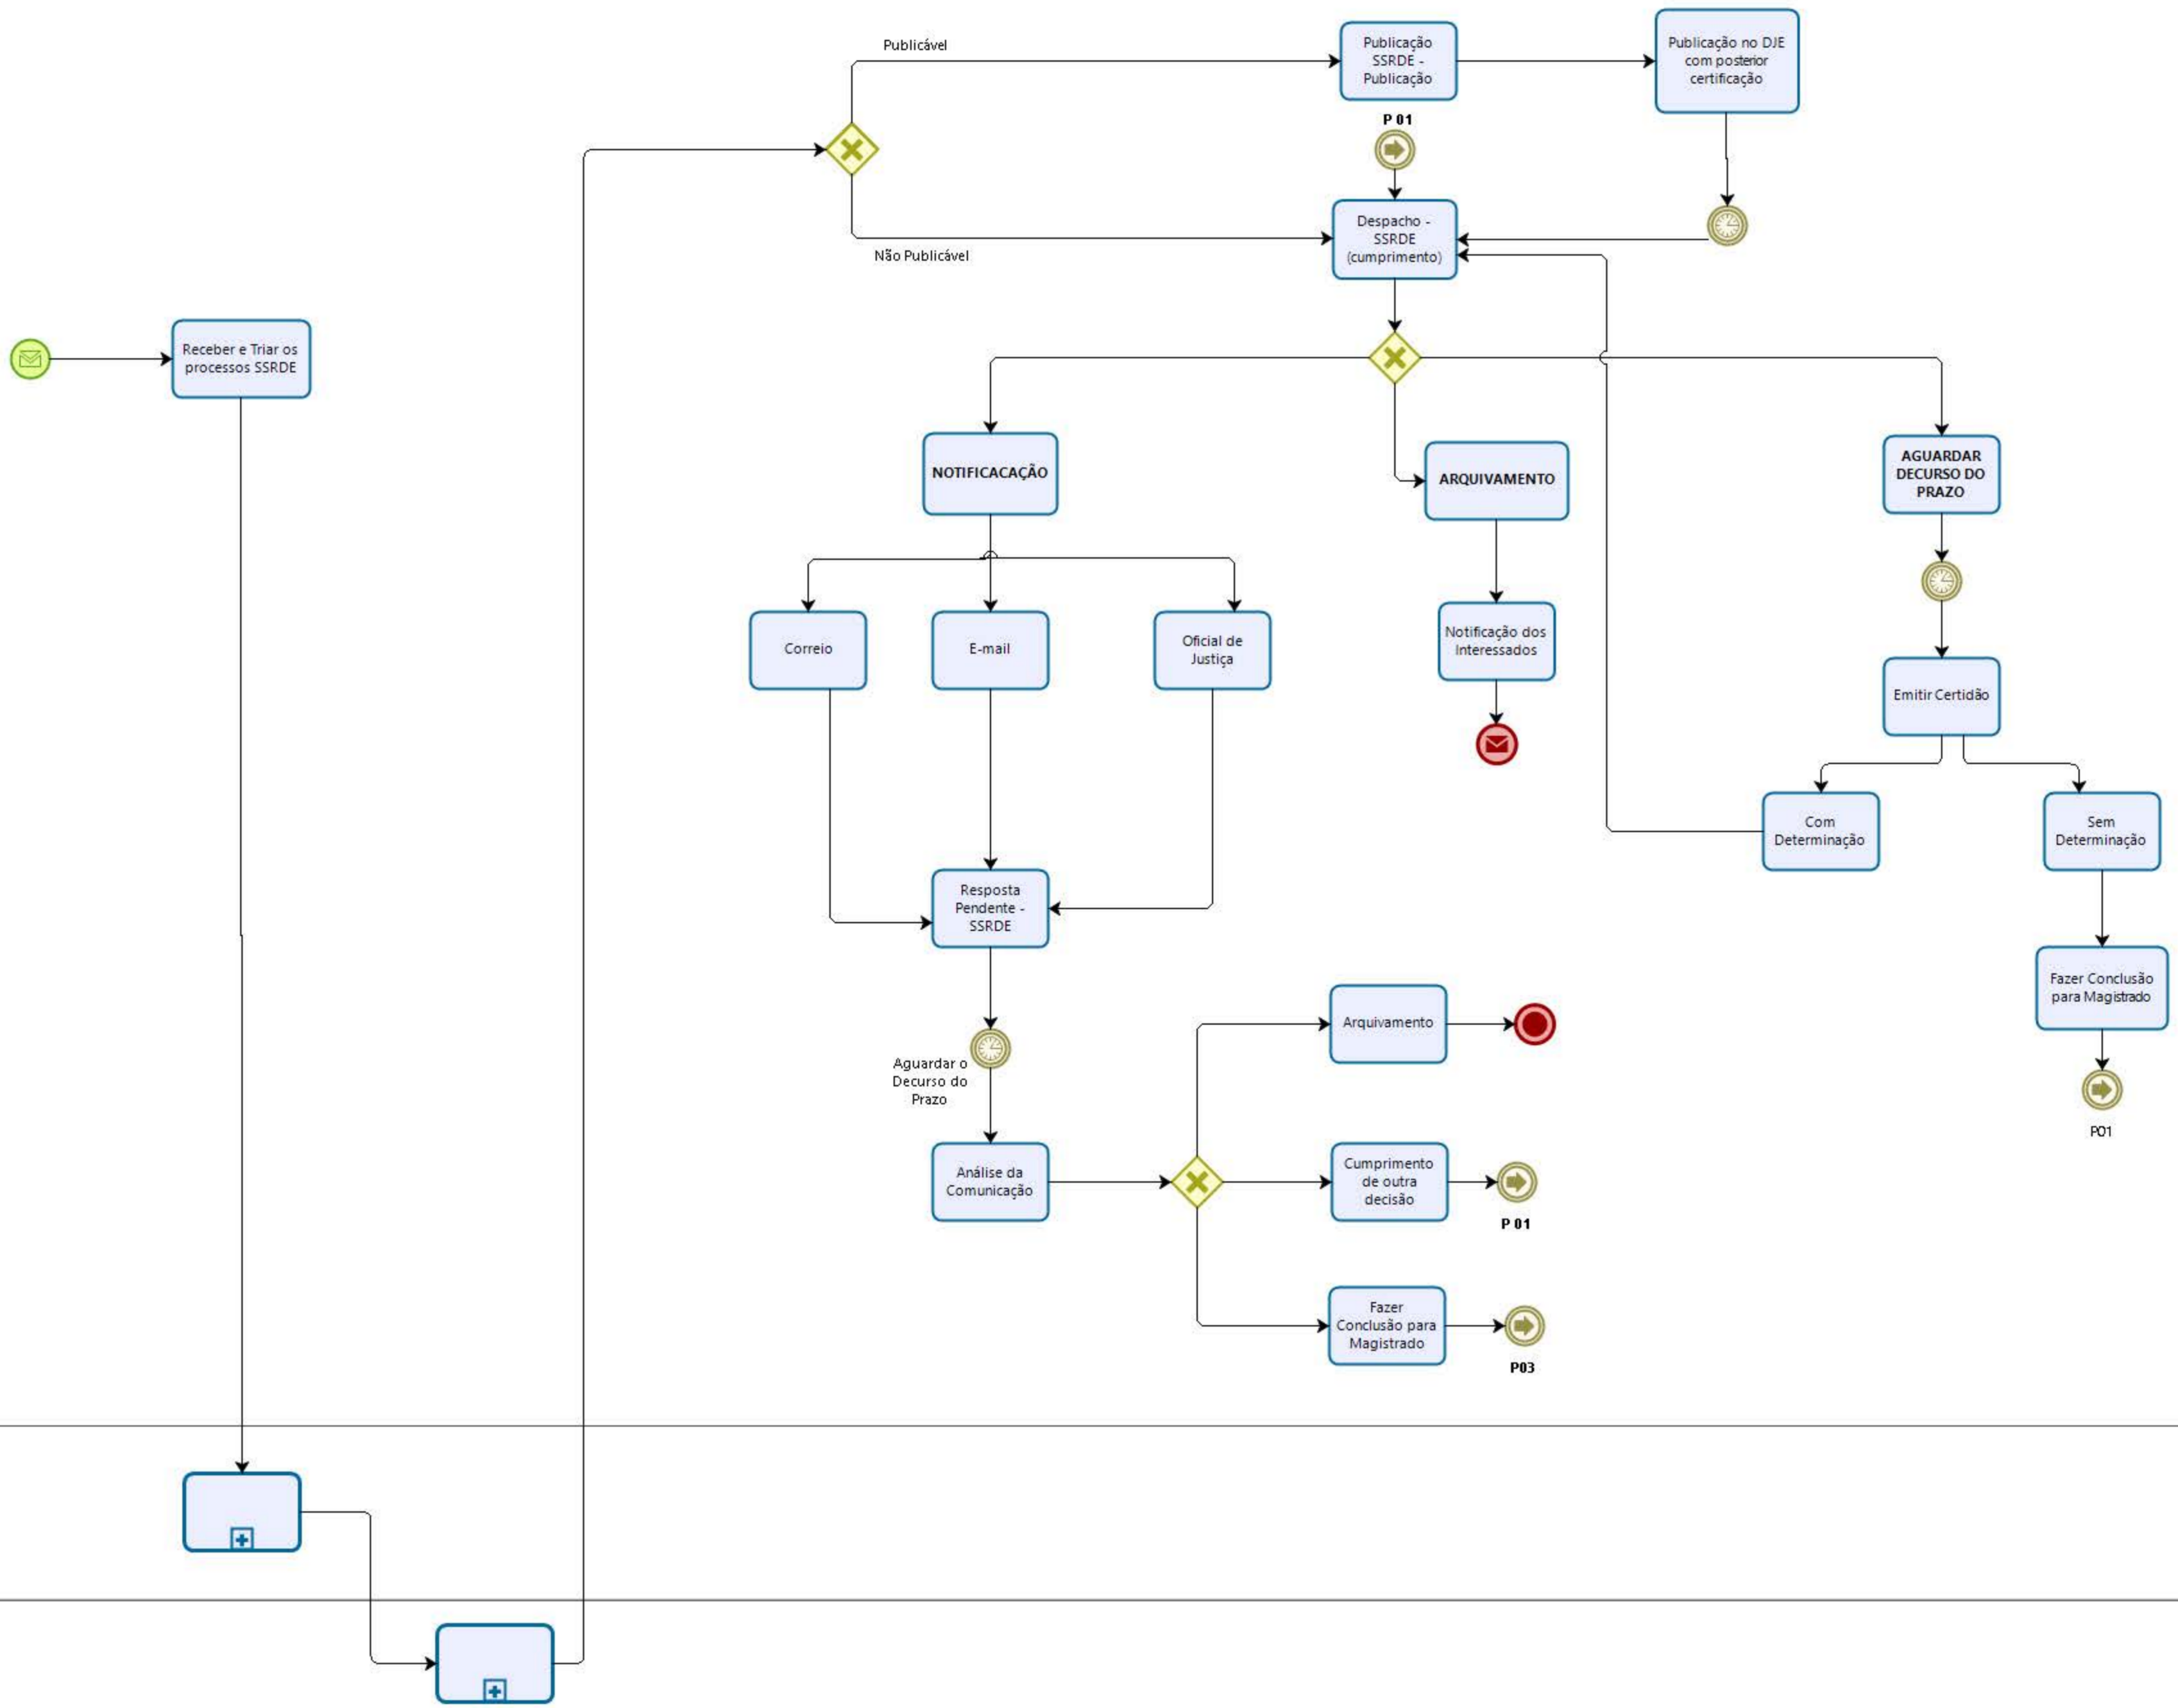 Publicável
Publicação
SSRDE -
Publicação
Publicação no DJE
com posterior
certificação
P 01
Despacho -
SSRDE
(cumprimento)
Não Publicável
Receber e Triar os
processos SSRDE
NOTIFICACAÇÃO
ARQUIVAMENTO
AGUARDAR
DECURSO DO
PRAZO
Correio
E-mail
Oficial de
Justiça
Notificação dos
Interessados
Emitir Certidão
Com
Determinação
Sem
Determinação
Resposta
Pendente -
SSRDE
Fazer Conclusão
para Magistrado
P01
Aguardar o
Decurso do
Prazo
Arquivamento
Análise da
Comunicação
Cumprimento
de outra
decisão
P 01
Fazer
Conclusão para
Magistrado
P03